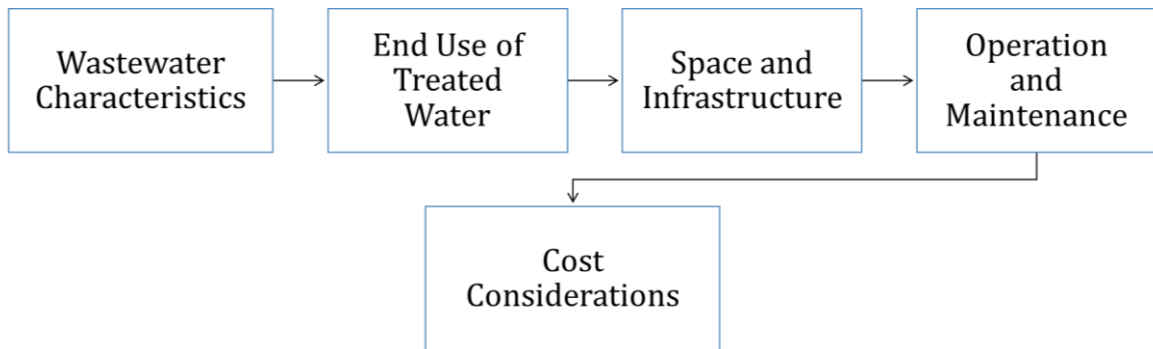 Wastewater
Characteristics
End Use of
Treated
Water
Space and
Infrastructure
Operation
and
Maintenance
Cost
Considerations